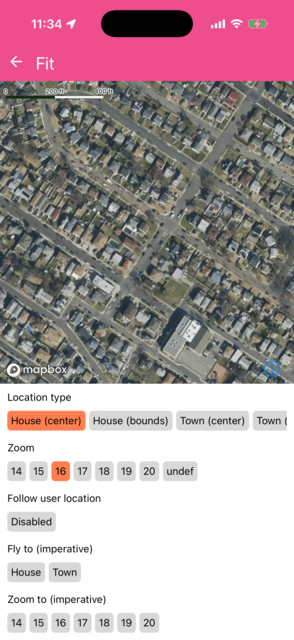 11:34
Fit
0 200 ft 400 ft
mapbox
Location type
House (center) House (bounds) Town (center) Town (
Zoom
14 15 16 17 18 19 20 undef
Follow user location
Disabled
Fly to (imperative)
House Town
Zoom to (imperative)
14 15 16 17 18 19 20